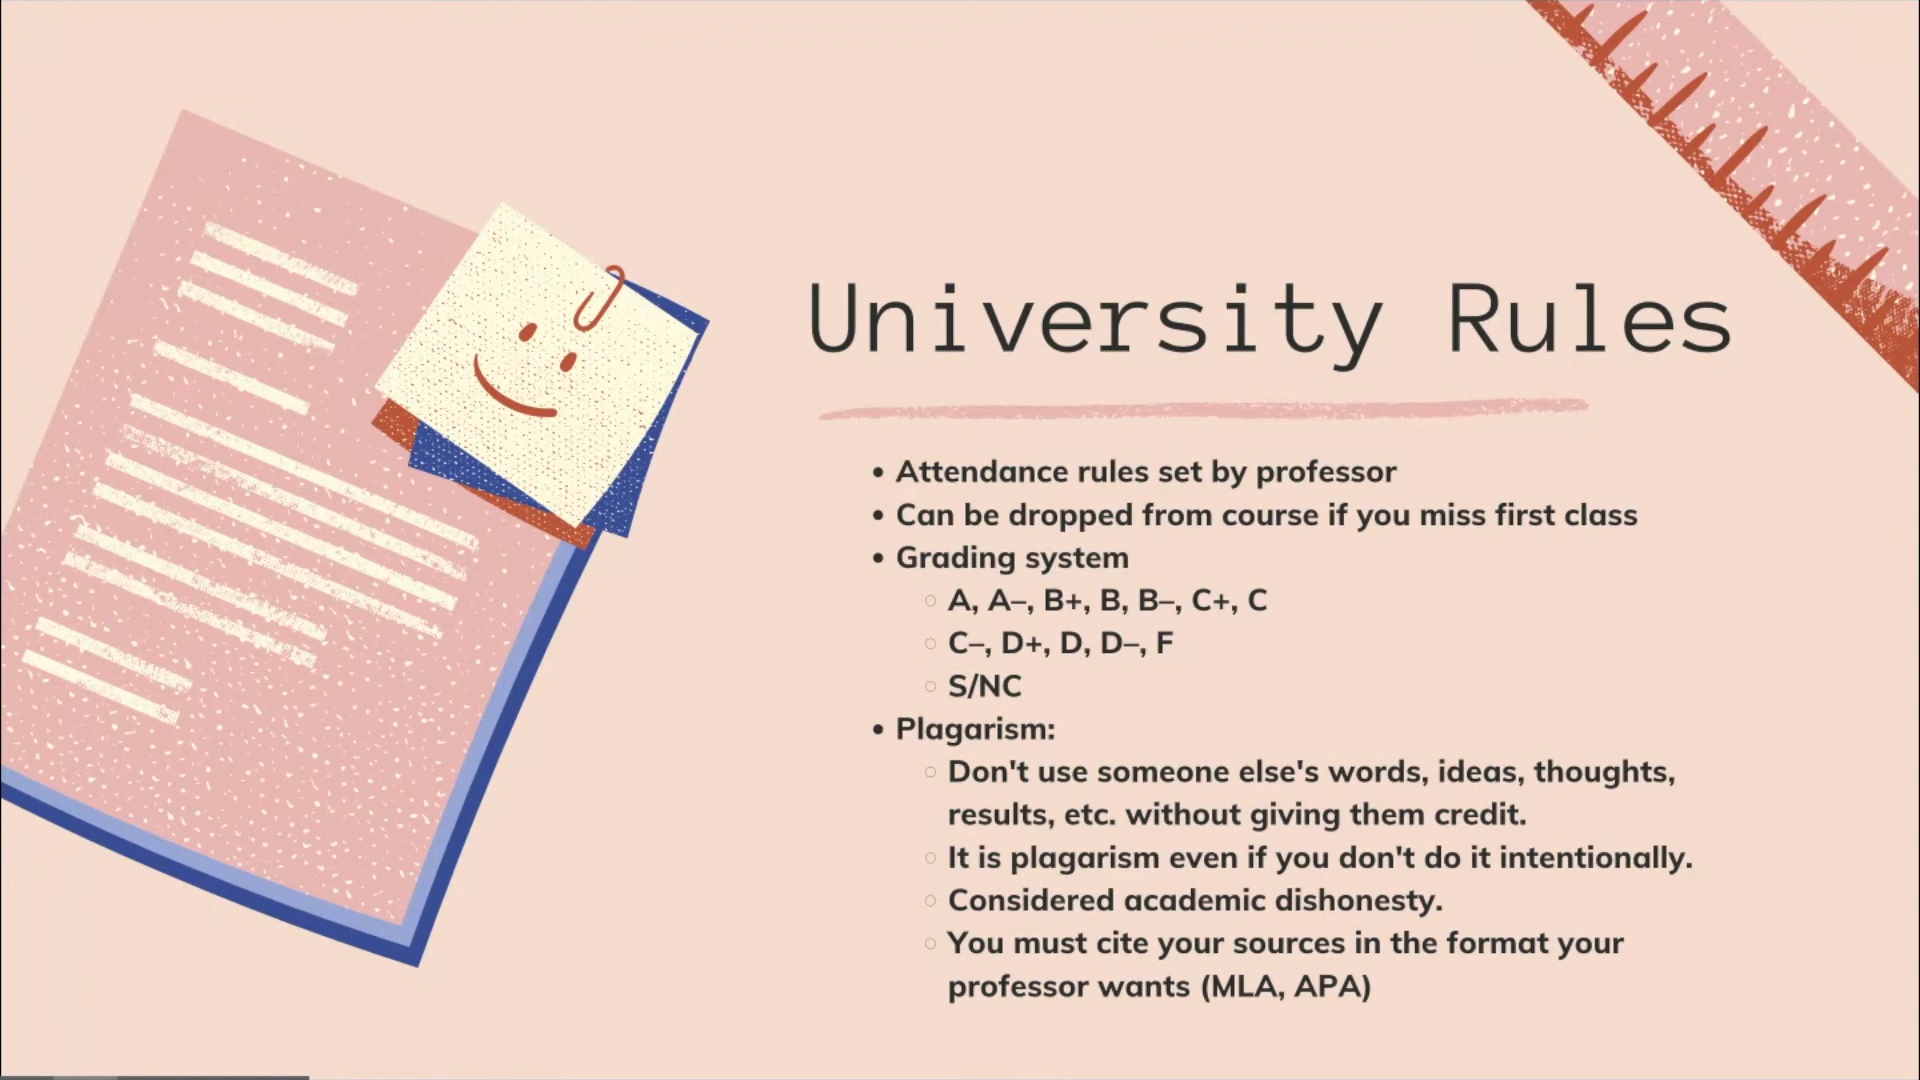 University Rules
• Attendance rules set by professor
• Can be dropped from course if you miss first class
• Grading system
○ A, A–, B+, B, B–, C+, C
○ C–, D+, D, D–, F
○ S/NC
• Plagarism:
○ Don't use someone else's words, ideas, thoughts,
results, etc. without giving them credit.
○ It is plagarism even if you don't do it intentionally.
○ Considered academic dishonesty.
○ You must cite your sources in the format your
professor wants (MLA, APA)